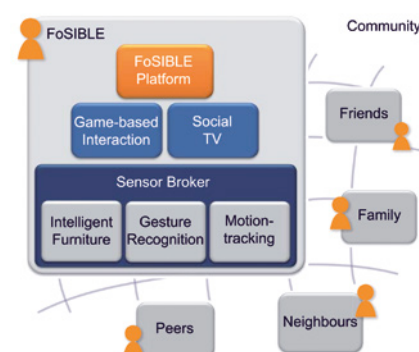 FoSIBLE
Community
FoSIBLE
Platform
Game-based
Interaction
Social
TV
Sensor Broker
Intelligent
Furniture
Gesture
Recognition
Motion-
tracking
Friends
Family
Neighbours
Peers